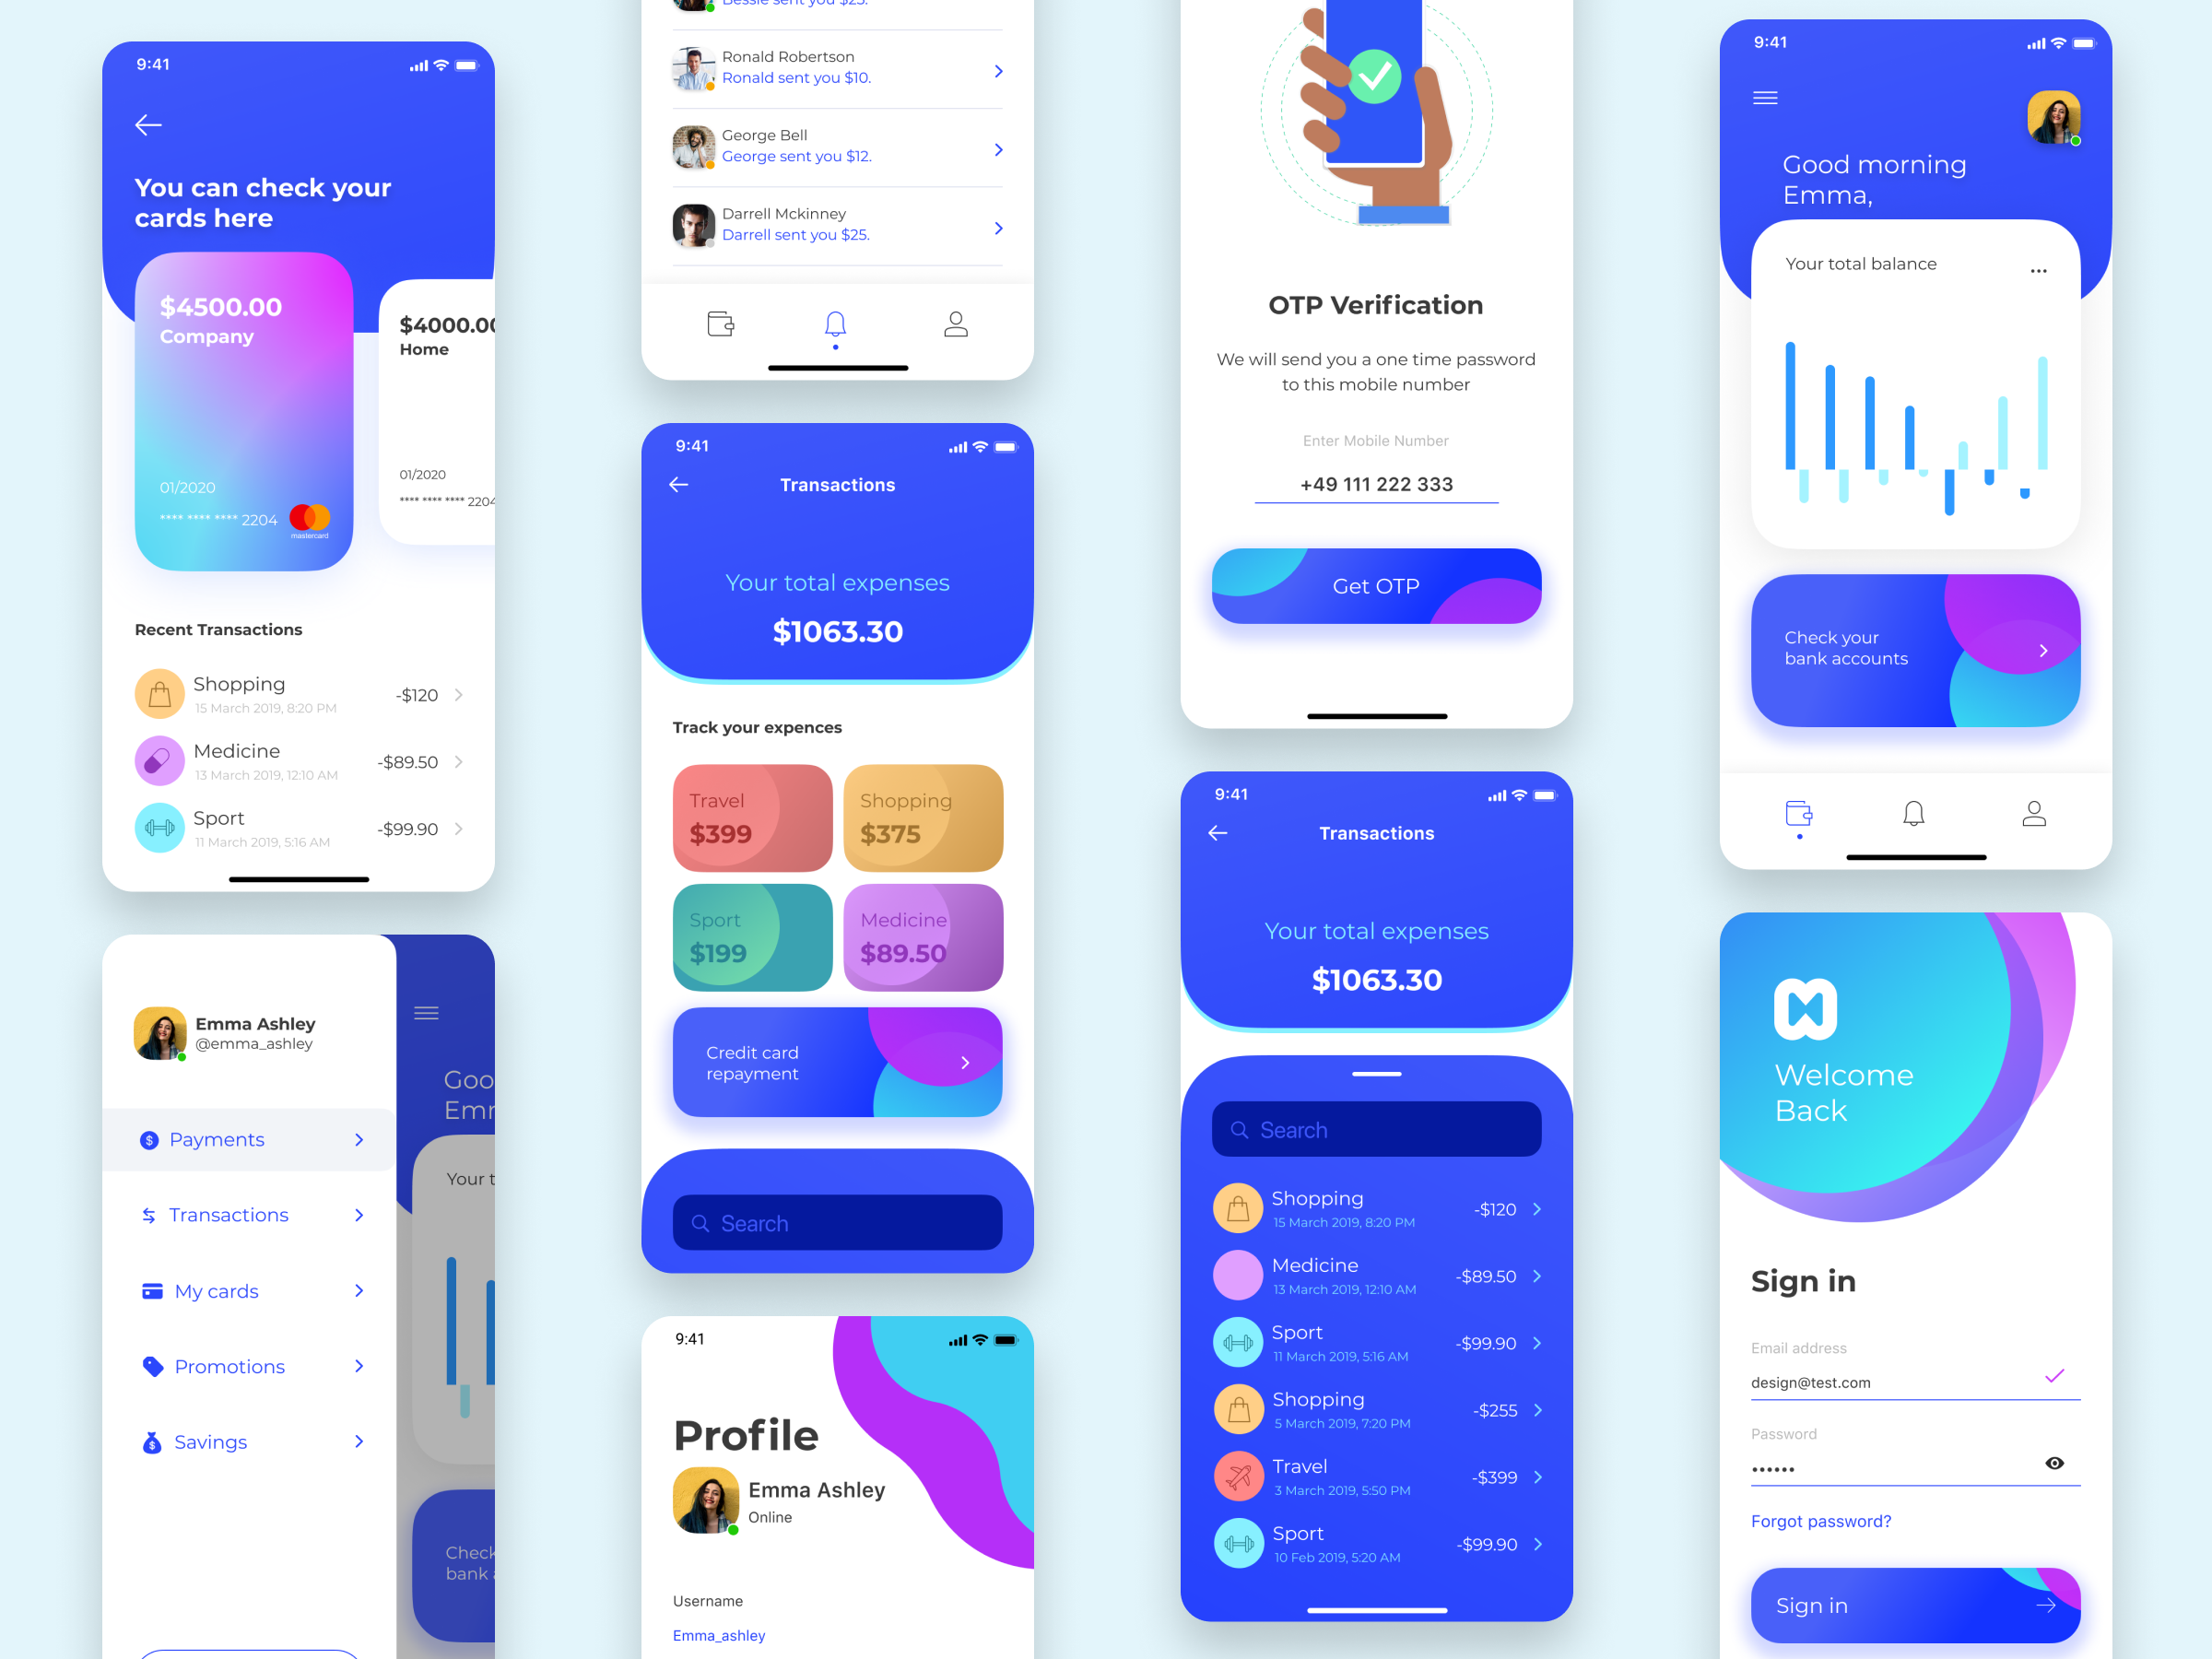 9:41
You can check your
cards here
$4500.00
Company
01/2020
**** **** **** 2204
mastercard
$4000.00
Home
01/2020
**** **** **** 2204
Recent Transactions
Shopping
15 March 2019, 8:20 PM
-$120
Medicine
13 March 2019, 12:10 AM
-$89.50
Sport
11 March 2019, 5:16 AM
-$99.90
Emma Ashley
@emma_ashley
Payments
Transactions
My cards
Promotions
Savings
Goo
Emr
Your t
Check
bank
Bessie sent you $25.
Ronald Robertson
Ronald sent you $10.
George Bell
George sent you $12.
Darrell Mckinney
Darrell sent you $25.
9:41
Transactions
Your total expenses
$1063.30
Track your expences
Travel
$399
Shopping
$375
Sport
$199
Medicine
$89.50
Credit card
repayment
Search
9:41
Profile
Emma Ashley
Online
Username
Emma_ashley
OTP Verification
We will send you a one time password
to this mobile number
Enter Mobile Number
+49 111 222 333
Get OTP
9:41
Transactions
Your total expenses
$1063.30
Search
Shopping
15 March 2019, 8:20 PM
-$120
Medicine
13 March 2019, 12:10 AM
-$89.50
Sport
11 March 2019, 5:16 AM
-$99.90
Shopping
5 March 2019, 7:20 PM
-$255
Travel
3 March 2019, 5:50 PM
-$399
Sport
10 Feb 2019, 5:20 AM
-$99.90
9:41
Good morning
Emma,
Your total balance
Check your
bank accounts
Welcome
Back
Sign in
Email address
design@test.com
Password
Forgot password?
Sign in